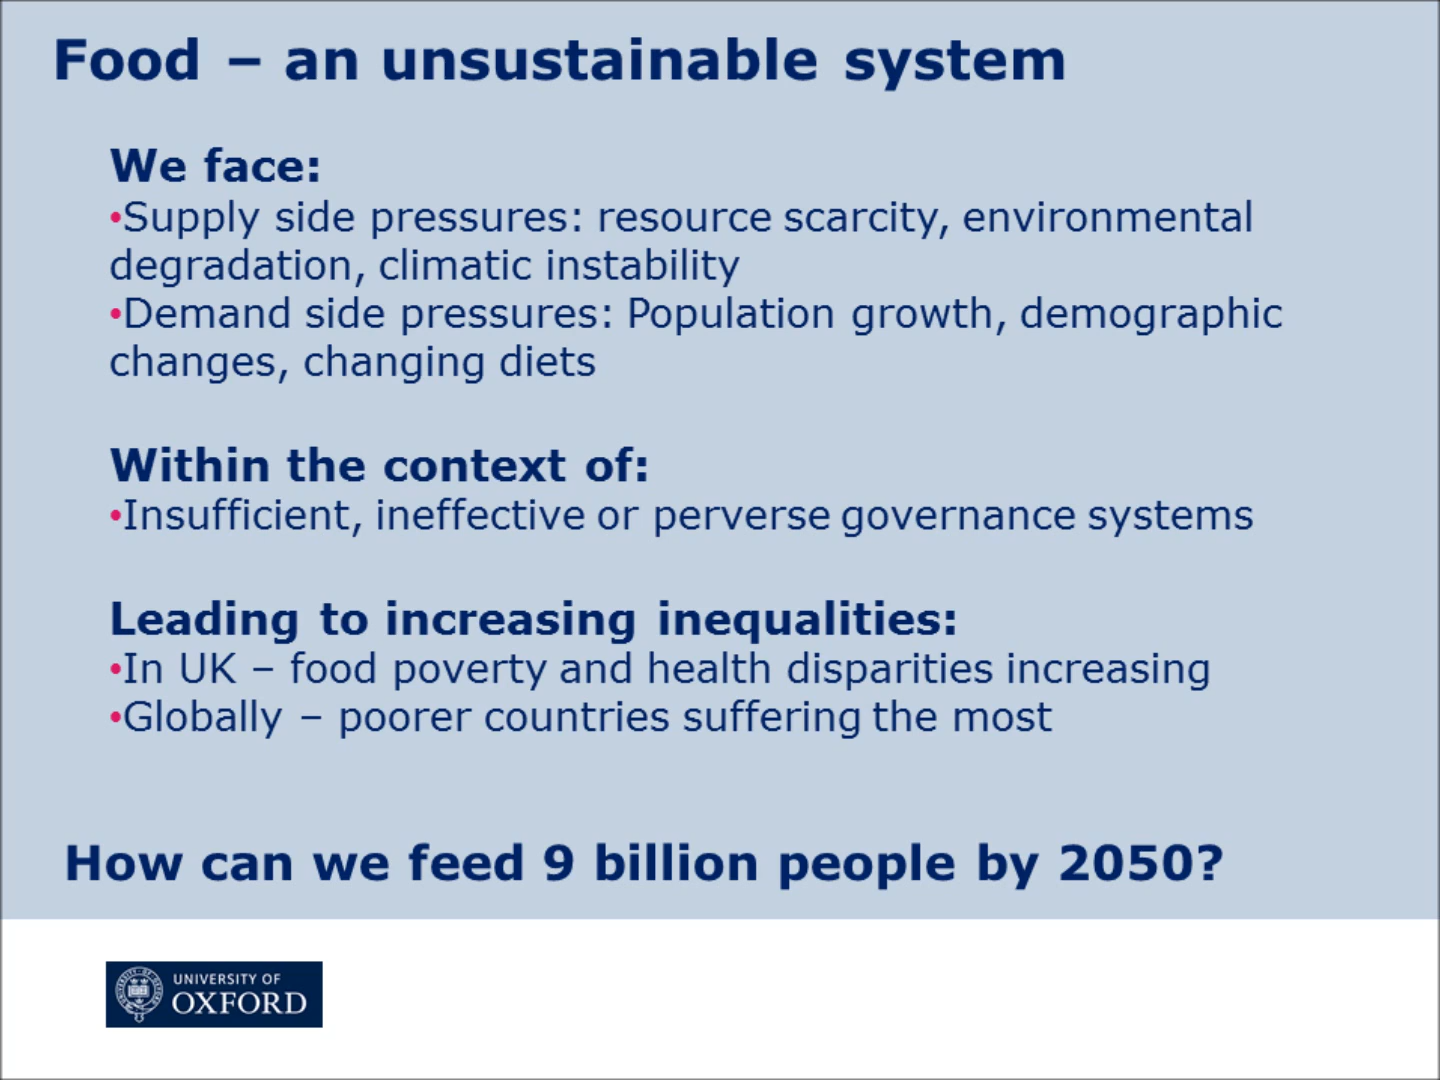 Food – an unsustainable system
We face:
•Supply side pressures: resource scarcity, environmental
degradation, climatic instability
•Demand side pressures: Population growth, demographic
changes, changing diets
Within the context of:
•Insufficient, ineffective or perverse governance systems
Leading to increasing inequalities:
•In UK – food poverty and health disparities increasing
•Globally – poorer countries suffering the most
How can we feed 9 billion people by 2050?
UNIVERSITY OF
OXFORD